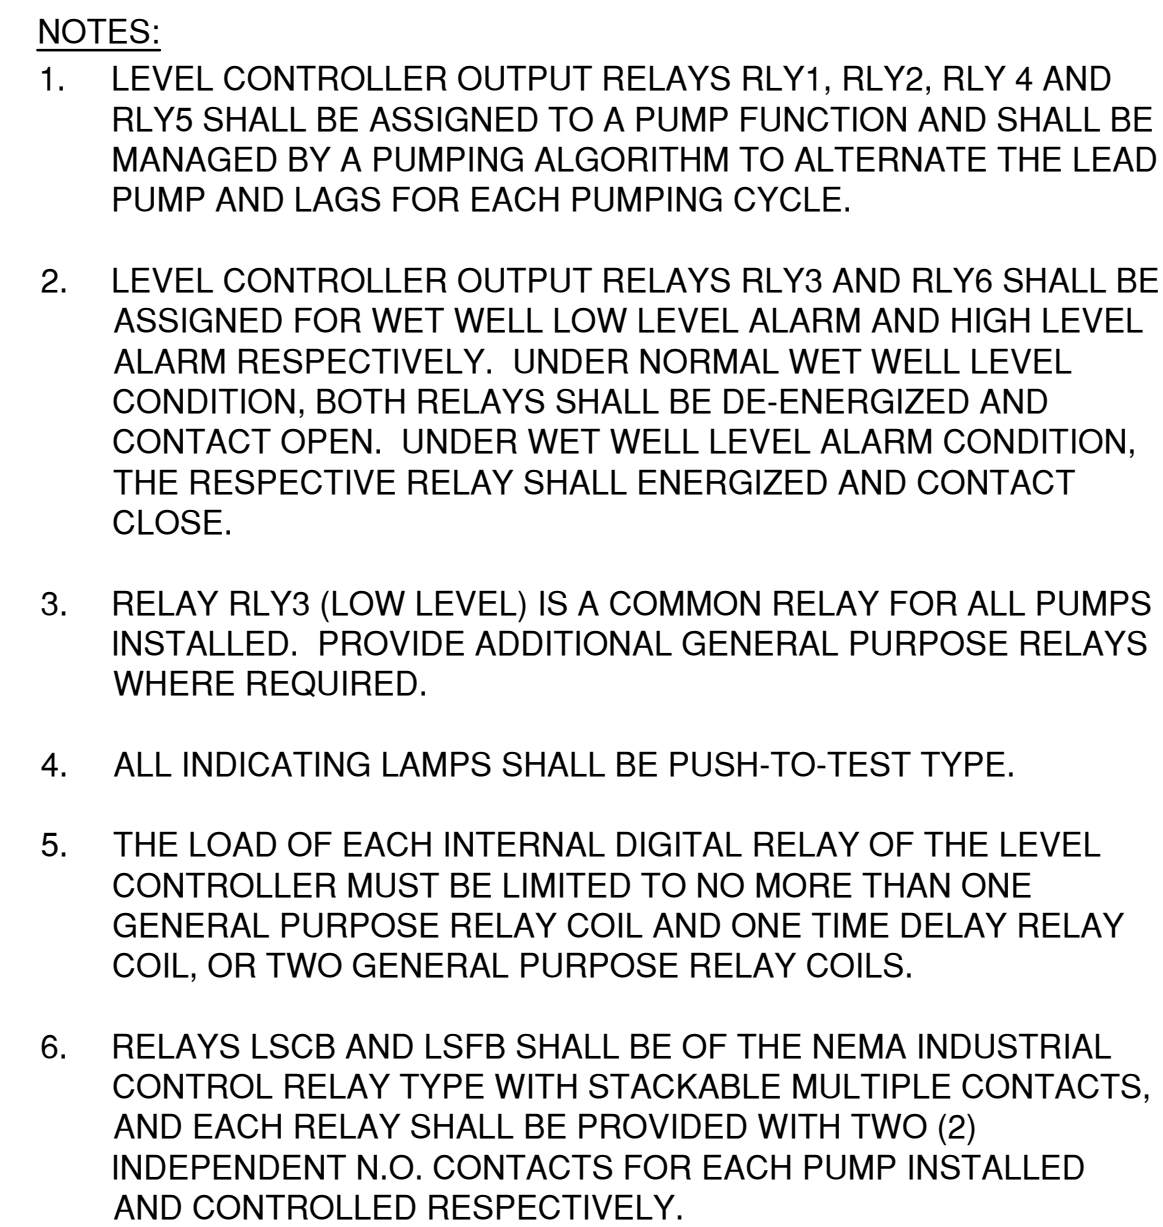 NOTES:
1. LEVEL CONTROLLER OUTPUT RELAYS RLY1, RLY2, RLY 4 AND
RLY5 SHALL BE ASSIGNED TO A PUMP FUNCTION AND SHALL BE
MANAGED BY A PUMPING ALGORITHM TO ALTERNATE THE LEAD
PUMP AND LAGS FOR EACH PUMPING CYCLE.
2. LEVEL CONTROLLER OUTPUT RELAYS RLY3 AND RLY6 SHALL BE
ASSIGNED FOR WET WELL LOW LEVEL ALARM AND HIGH LEVEL
ALARM RESPECTIVELY. UNDER NORMAL WET WELL LEVEL
CONDITION, BOTH RELAYS SHALL BE DE-ENERGIZED AND
CONTACT OPEN. UNDER WET WELL LEVEL ALARM CONDITION,
THE RESPECTIVE RELAY SHALL ENERGIZED AND CONTACT
CLOSE.
3. RELAY RLY3 (LOW LEVEL) IS A COMMON RELAY FOR ALL PUMPS
INSTALLED. PROVIDE ADDITIONAL GENERAL PURPOSE RELAYS
WHERE REQUIRED.
4. ALL INDICATING LAMPS SHALL BE PUSH-TO-TEST TYPE.
5. THE LOAD OF EACH INTERNAL DIGITAL RELAY OF THE LEVEL
CONTROLLER MUST BE LIMITED TO NO MORE THAN ONE
GENERAL PURPOSE RELAY COIL AND ONE TIME DELAY RELAY
COIL, OR TWO GENERAL PURPOSE RELAY COILS.
6. RELAYS LSCB AND LSFB SHALL BE OF THE NEMA INDUSTRIAL
CONTROL RELAY TYPE WITH STACKABLE MULTIPLE CONTACTS,
AND EACH RELAY SHALL BE PROVIDED WITH TWO (2)
INDEPENDENT N.O. CONTACTS FOR EACH PUMP INSTALLED
AND CONTROLLED RESPECTIVELY.